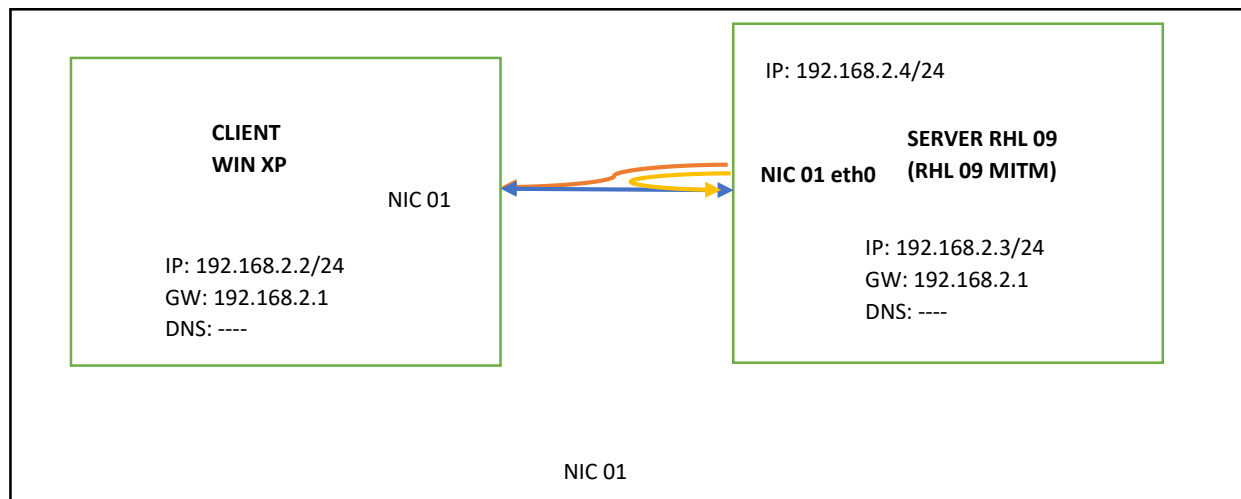 CLIENT
WIN XP
NIC 01
IP: 192.168.2.2/24
GW: 192.168.2.1
DNS: ----
IP: 192.168.2.4/24
SERVER RHL 09
(RHL 09 MITM)
NIC 01 eth0
IP: 192.168.2.3/24
GW: 192.168.2.1
DNS: ----
NIC 01